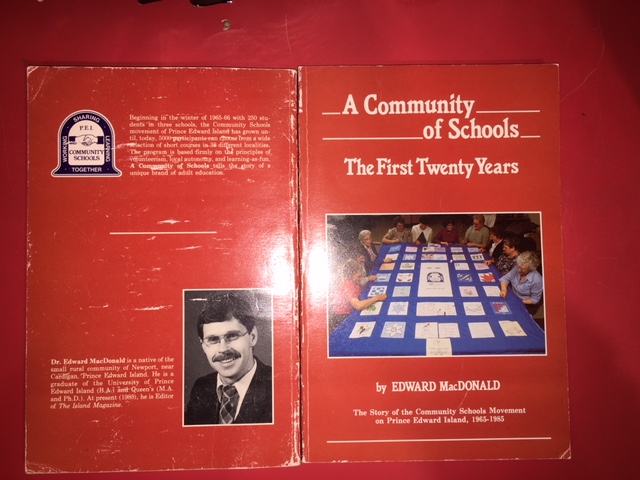 SHARING
WORKING
LEARNING
P.E.I.
COMMUNITY
SCHOOLS
TOGETHER
Beginning in the winter of 1965-66 with 250 stu-
dents in three schools, the Community Schools
movement of Prince Edward Island has grown un-
til, today, 5000 participants can choose from a wide
selection of short courses in 38 different localities.
The program is based firmly on the principles of
volunteerism, local autonomy, and learning-as-fun.
A Community of Schools tells the story of a
unique brand of adult education.
Dr. Edward MacDonald is a native of the
small rural community of Newport, near
Cardigan, Prince Edward Island. He is a
graduate of the University of Prince
Edward Island (B.A.) and Queen's (M.A.
and Ph.D.). At present (1985), he is Editor
of The Island Magazine.
A Community
of Schools
The First Twenty Years
by EDWARD MacDONALD
The Story of the Community Schools Movement
on Prince Edward Island, 1965-1985